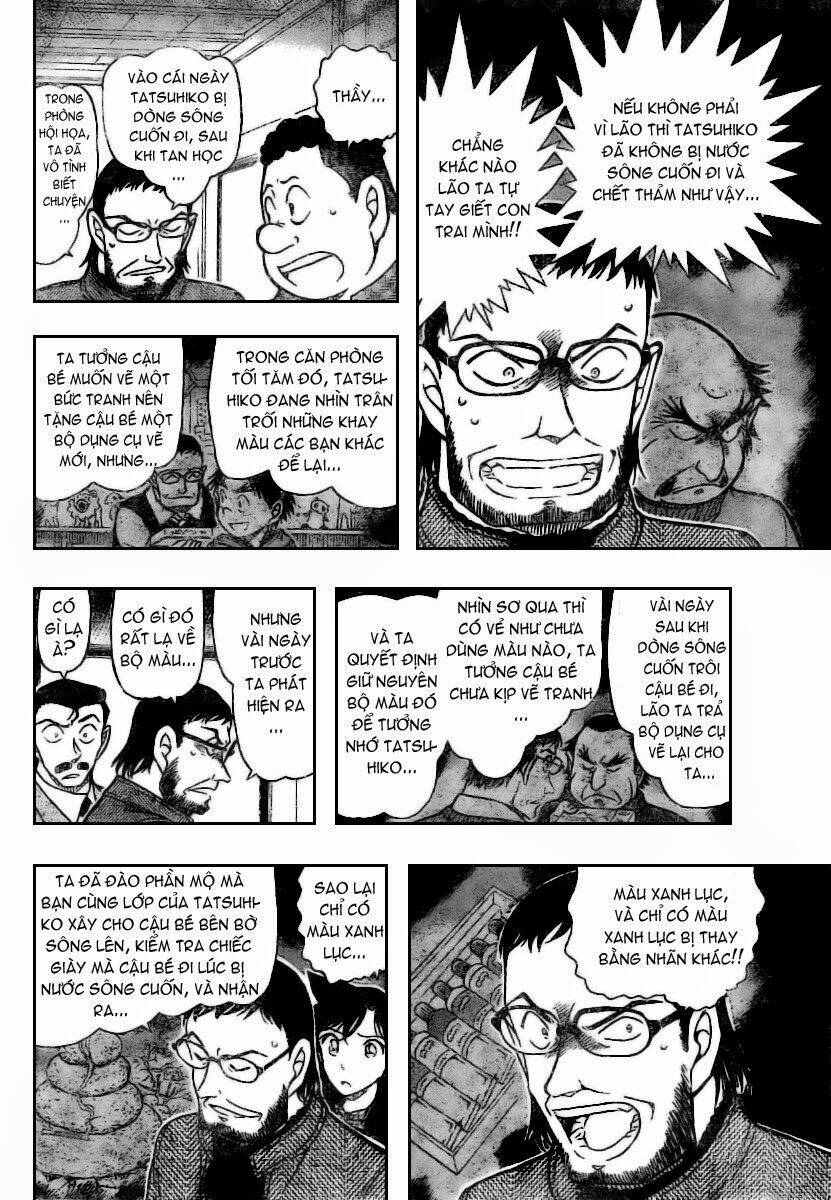 NẾU KHÔNG PHẢI
VÌ LÃO THÌ TATSUHIKO
ĐÃ KHÔNG BỊ NƯỚC
SÔNG CUỐN ĐI VÀ
CHẾT THẢM NHƯ VẬY...
CHẲNG
KHÁC NÀO
LÃO TA TỰ
TAY GIẾT CON
TRAI MÌNH!!
THẦY...
VÀO CÁI NGÀY
TATSUHIKO BỊ
DÒNG SÔNG
CUỐN ĐI, SAU
KHI TAN HỌC
...
TRONG
PHÒNG
HỘI HỌA,
TA ĐÃ
VÔ TÌNH
BIẾT
CHUYỆN
...
TRONG CĂN PHÒNG
TỐI TĂM ĐÓ, TATSU-
HIKO ĐANG NHÌN TRÂN
TRỐI NHỮNG KHAY
MÀU CÁC BẠN KHÁC
ĐỂ LẠI...
TA TƯỞNG CẬU
BÉ MUỐN VẼ MỘT
BỨC TRANH NÊN
TẶNG CẬU BÉ MỘT
BỘ DỤNG CỤ VẼ
MỚI, NHƯNG...
VÀI NGÀY
SAU KHI
DÒNG SÔNG
CUỐN TRÔI
CẬU BÉ ĐI,
LÃO TA TRẢ
BỘ DỤNG CỤ
VẼ LẠI CHO
TA...
NHÌN SƠ QUA THÌ
CÓ VẺ NHƯ CHƯA
DÙNG MÀU NÀO, TA
TƯỞNG CẬU BÉ
CHƯA KỊP VẼ TRANH
...
VÀ TA
QUYẾT ĐỊNH
GIỮ NGUYÊN
BỘ MÀU ĐÓ
ĐỂ TƯỞNG
NHỚ TATSU-
HIKO...
NHƯNG
VÀI NGÀY
TRƯỚC
TA PHÁT
HIỆN RA
...
CÓ GÌ ĐÓ
RẤT LẠ VỀ
BỘ MÀU...
CÓ
GÌ LẠ
À?
MÀU XANH LỤC,
VÀ CHỈ CÓ MÀU
XANH LỤC BỊ THAY
BẰNG NHÃN KHÁC!!
SAO LẠI
CHỈ CÓ
MÀU XANH
LỤC...
TA ĐÃ ĐÀO PHẦN MỘ MÀ
BẠN CÙNG LỚP CỦA TATSUHI-
KO XÂY CHO CẬU BÉ BÊN BỜ
SÔNG LÊN, KIỂM TRA CHIẾC
GIÀY MÀ CẬU BÉ ĐI LÚC BỊ
NƯỚC SÔNG CUỐN, VÀ NHẬN
RA...